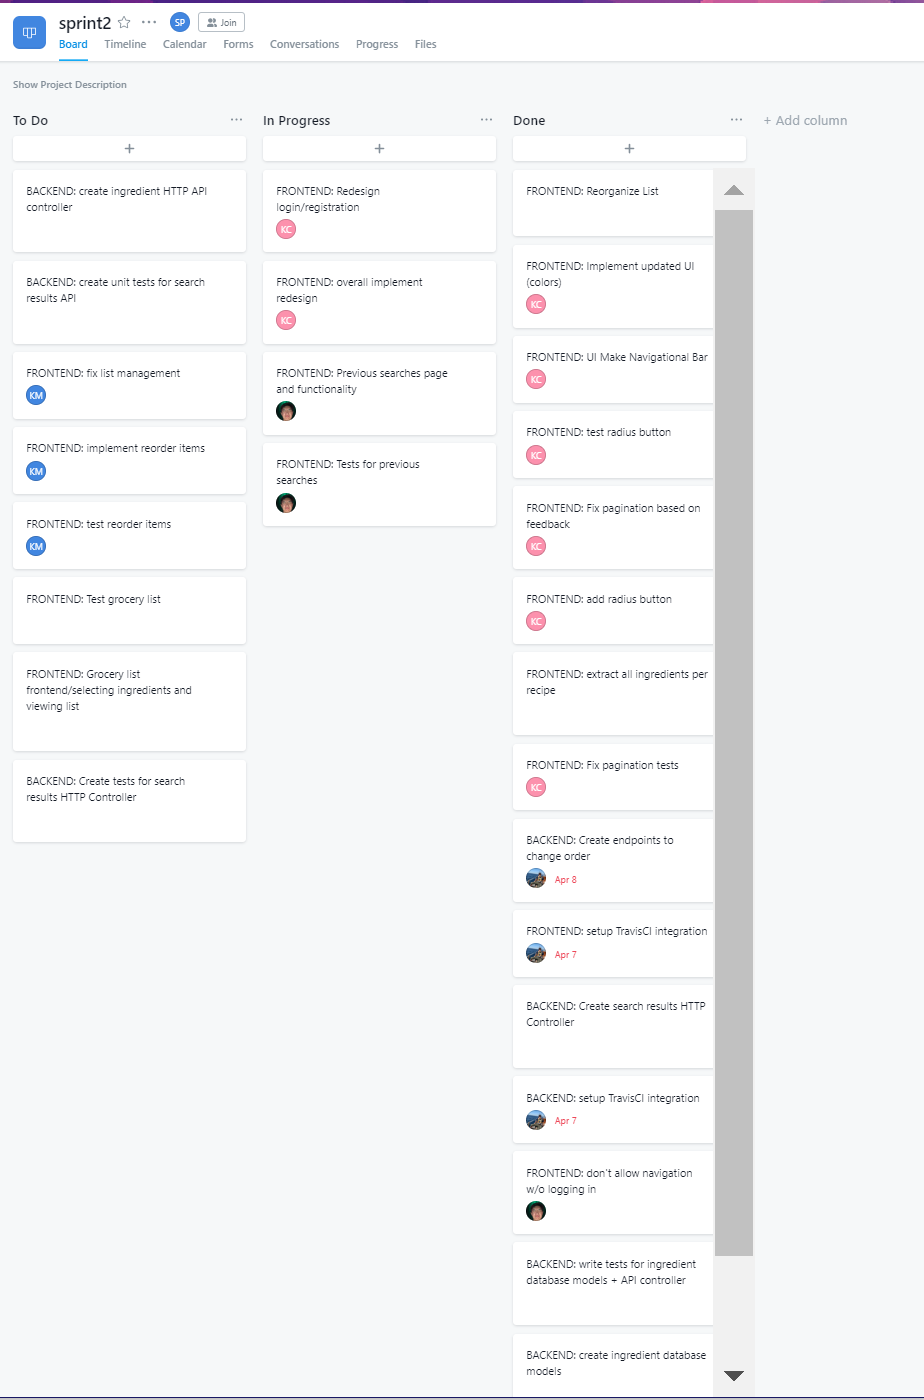 sprint2
SP
Join
Board Timeline Calendar Forms Conversations Progress Files
Show Project Description
To Do
BACKEND: create ingredient HTTP API
controller
BACKEND: create unit tests for search
results API
FRONTEND: fix list management
KM
FRONTEND: implement reorder items
KM
FRONTEND: test reorder items
KM
FRONTEND: Test grocery list
FRONTEND: Grocery list
frontend/selecting ingredients and
viewing list
BACKEND: Create tests for search
results HTTP Controller
In Progress
FRONTEND: Redesign
login/registration
KC
FRONTEND: overall implement
redesign
KC
FRONTEND: Previous searches page
and functionality
FRONTEND: Tests for previous
searches
Done
FRONTEND: Reorganize List
FRONTEND: Implement updated UI
(colors)
KC
FRONTEND: UI Make Navigational Bar
KC
FRONTEND: test radius button
KC
FRONTEND: Fix pagination based on
feedback
KC
FRONTEND: add radius button
KC
FRONTEND: extract all ingredients per
recipe
FRONTEND: Fix pagination tests
KC
BACKEND: Create endpoints to
change order
Apr 8
FRONTEND: setup TravisCI integration
Apr 7
BACKEND: Create search results HTTP
Controller
BACKEND: setup TravisCI integration
Apr 7
FRONTEND: don't allow navigation
w/o logging in
BACKEND: write tests for ingredient
database models + API controller
BACKEND: create ingredient database
models
+ Add column